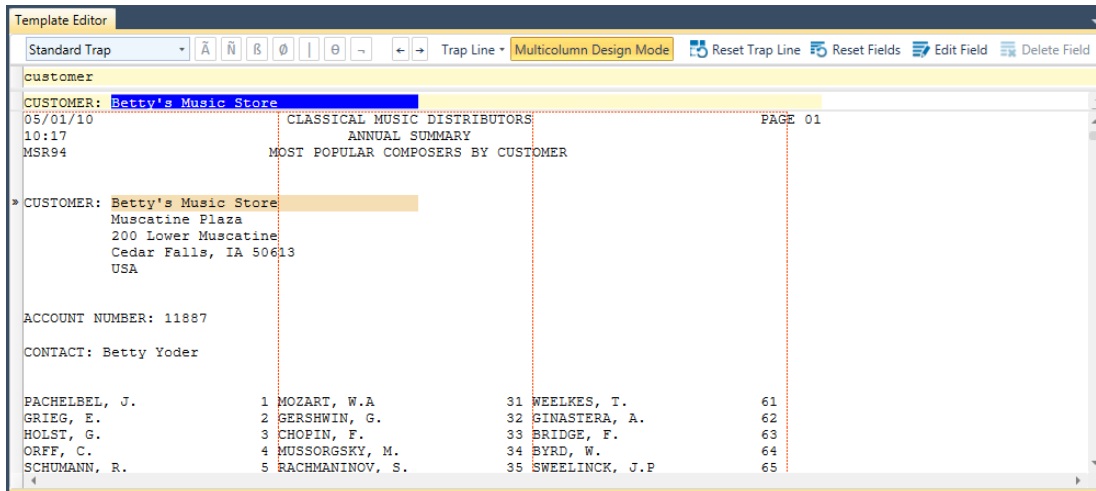 Template Editor
Standard Trap Ã Ñ ß Ø | θ ¬ ← → Trap Line Multicolumn Design Mode Reset Trap Line Reset Fields Edit Field Delete Field
customer
CUSTOMER: Betty's Music Store
05/01/10 CLASSICAL MUSIC DISTRIBUTORS PAGE 01
10:17 ANNUAL SUMMARY
MSR94 MOST POPULAR COMPOSERS BY CUSTOMER
» CUSTOMER: Betty's Music Store
Muscatine Plaza
200 Lower Muscatine
Cedar Falls, IA 50613
USA
ACCOUNT NUMBER: 11887
CONTACT: Betty Yoder
PACHELBEL, J. 1 MOZART, W.A 31 WEELKES, T. 61
GRIEG, E. 2 GERSHWIN, G. 32 GINASTERA, A. 62
HOLST, G. 3 CHOPIN, F. 33 BRIDGE, F. 63
ORFF, C. 4 MUSSORGSKY, M. 34 BYRD, W. 64
SCHUMANN, R. 5 RACHMANINOV, S. 35 SWEELINCK, J.P 65